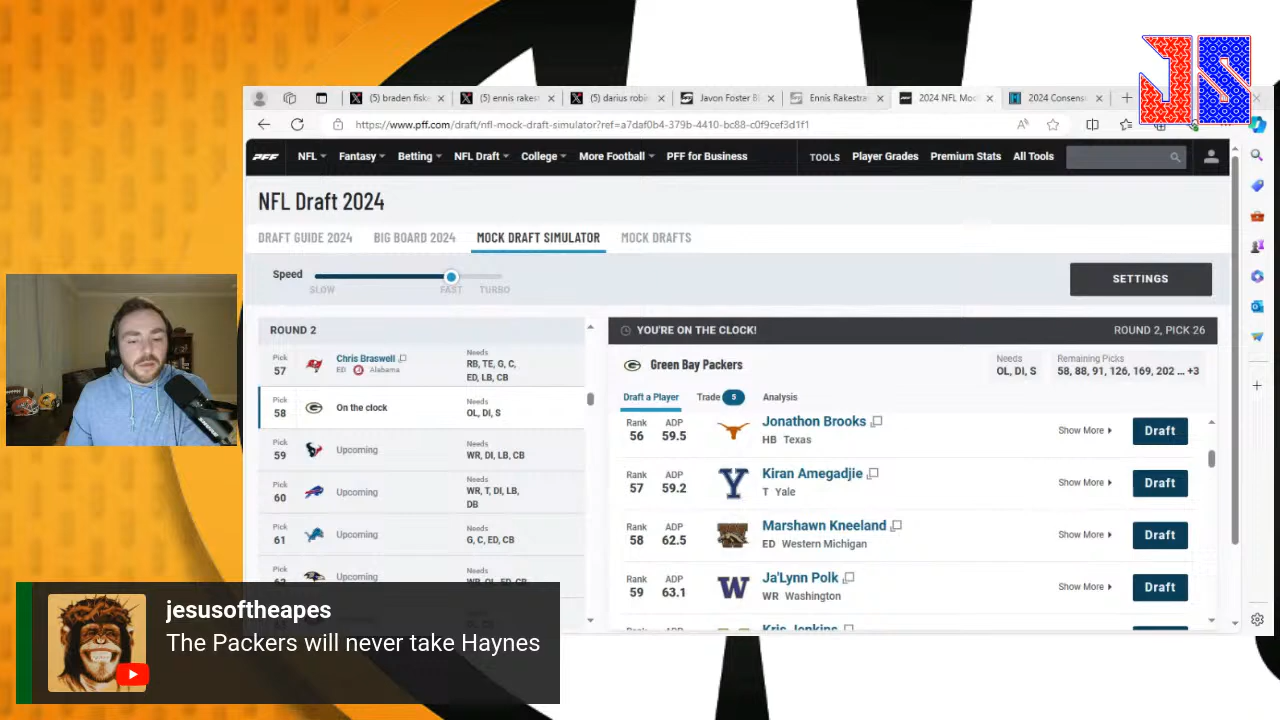 JN
(5) braden fiske
(5) ennis rakes
(5) darius robin
Javon Foster B
Ennis Rakestra
2024 NFL Moc
2024 Consens
https://www.pff.com/draft/nfl-mock-draft-simulator?ref=a7daf0b4-379b-4410-bc88-c0f9cef3d1f1
PFF NFL Fantasy Betting NFL Draft College More Football PFF for Business TOOLS Player Grades Premium Stats All Tools
NFL Draft 2024
DRAFT GUIDE 2024 BIG BOARD 2024 MOCK DRAFT SIMULATOR MOCK DRAFTS
Speed
SLOW FAST TURBO
SETTINGS
ROUND 2
Pick
57
Chris Braswell
ED Alabama
Needs
RB, TE, G, C,
ED, LB, CB
Pick
58
On the clock
Needs
OL, DI, S
Pick
59
Upcoming
Needs
WR, DI, LB, CB
Pick
60
Upcoming
Needs
WR, T, DI, LB,
DB
Pick
61
Upcoming
Needs
G, C, ED, CB
Upcoming
YOU'RE ON THE CLOCK!
ROUND 2, PICK 26
Green Bay Packers
Needs
OL, DI, S
Remaining Picks
58, 88, 91, 126, 169, 202 ... +3
Draft a Player Trade 5 Analysis
Rank ADP
56 59.5
Jonathon Brooks
HB Texas
Show More
Draft
Rank ADP
57 59.2
Kiran Amegadjie
T Yale
Show More
Draft
Rank ADP
58 62.5
Marshawn Kneeland
ED Western Michigan
Show More
Draft
Rank ADP
59 63.1
Ja'Lynn Polk
WR Washington
Show More
Draft
Kris Jenkins
jesusoftheapes
The Packers will never take Haynes